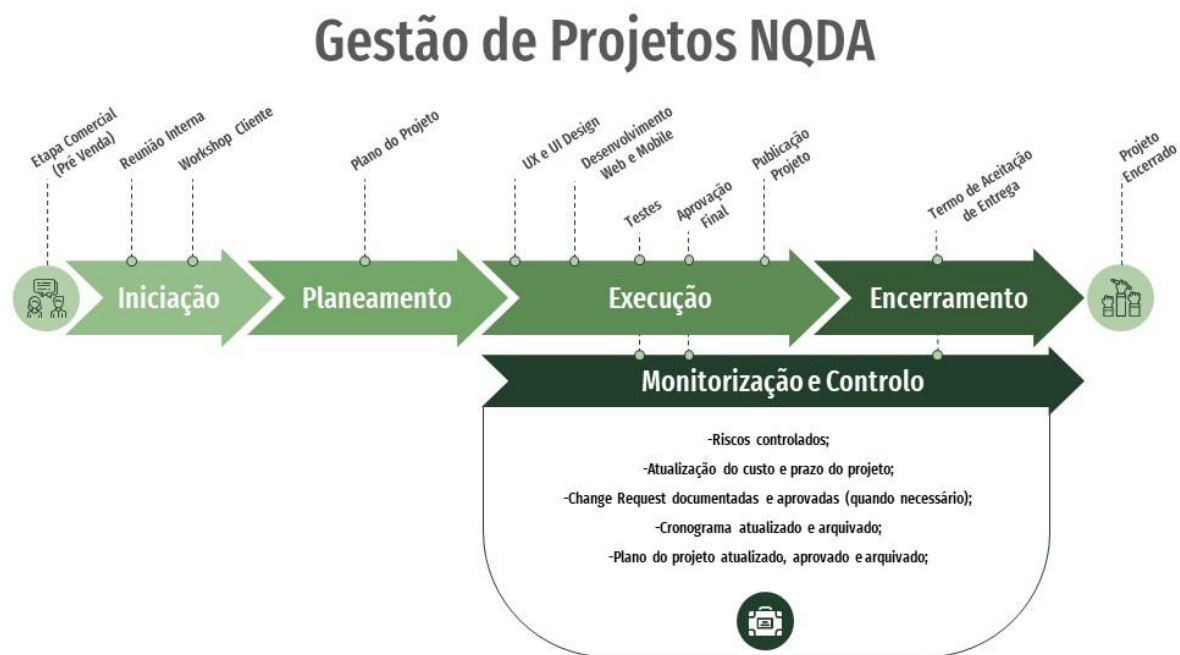 Gestão de Projetos NQDA
Etapa Comercial
(Pré Venda)
Reunião Interna
Workshop Cliente
Plano do Projeto
UX e UI Design
Desenvolvimento
Web e Mobile
Testes
Aprovação
Final
Publicação
Projeto
Termo de Aceitação
de Entrega
Projeto
Encerrado
Iniciação
Planeamento
Execução
Encerramento
Monitorização e Controlo
-Riscos controlados;
-Atualização do custo e prazo do projeto;
-Change Request documentadas e aprovadas (quando necessário);
-Cronograma atualizado e arquivado;
-Plano do projeto atualizado, aprovado e arquivado;